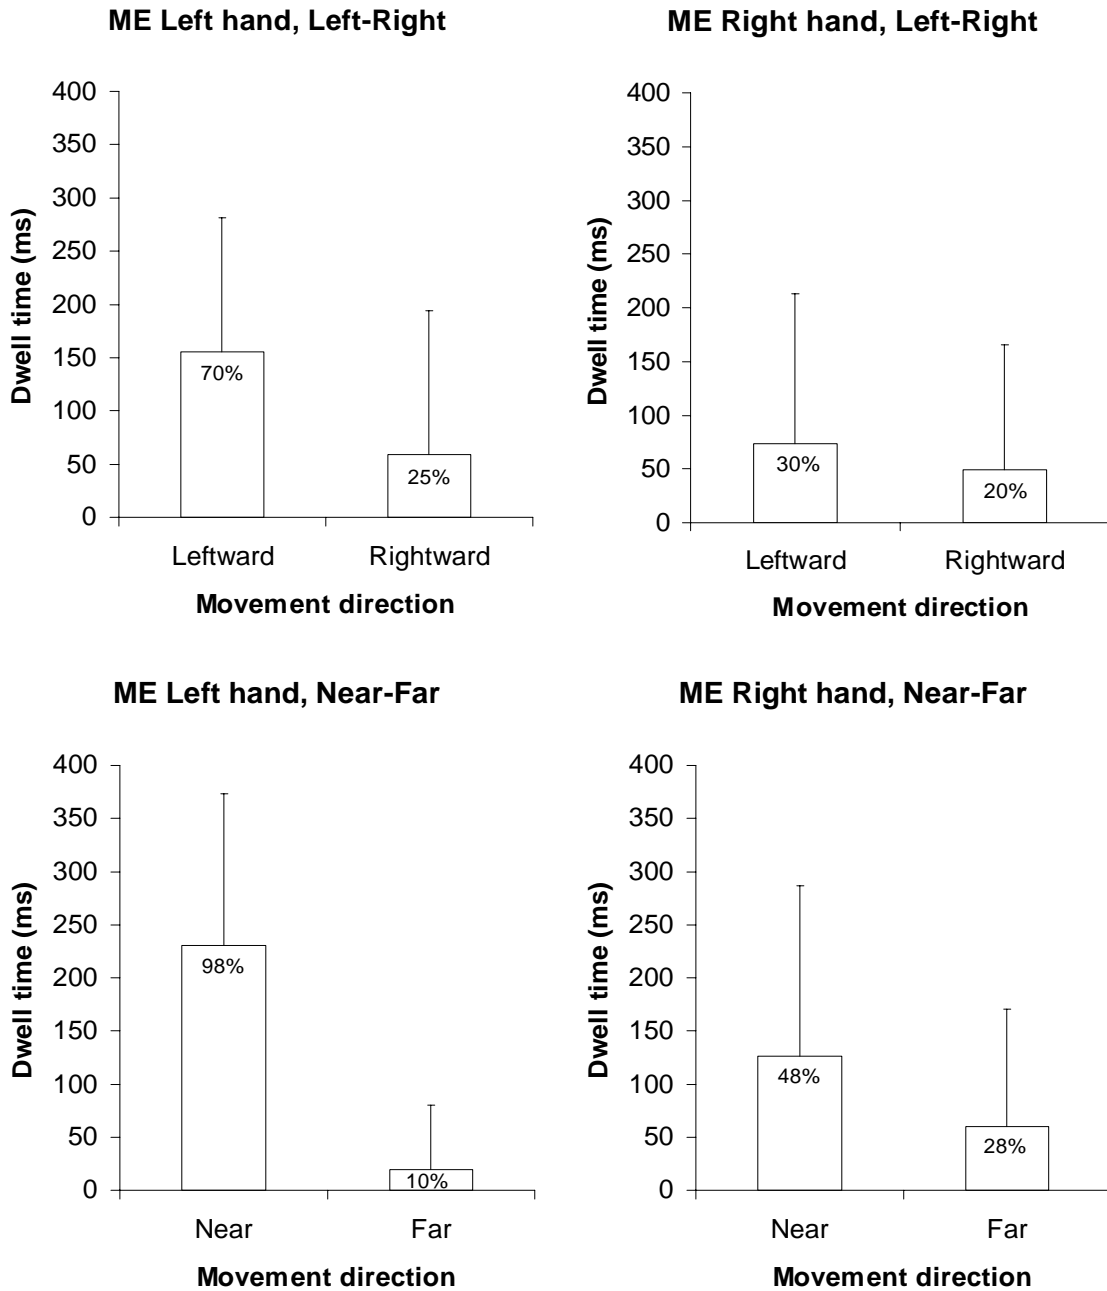 ME Left hand, Left-Right
400
350
300
250
200
150
100
50
0
Dwell time (ms)
70%
25%
Leftward Rightward
Movement direction
ME Right hand, Left-Right
400
350
300
250
200
150
100
50
0
Dwell time (ms)
30%
20%
Leftward Rightward
Movement direction
ME Left hand, Near-Far
400
350
300
250
200
150
100
50
0
Dwell time (ms)
98%
10%
Near Far
Movement direction
ME Right hand, Near-Far
400
350
300
250
200
150
100
50
0
Dwell time (ms)
48%
28%
Near Far
Movement direction